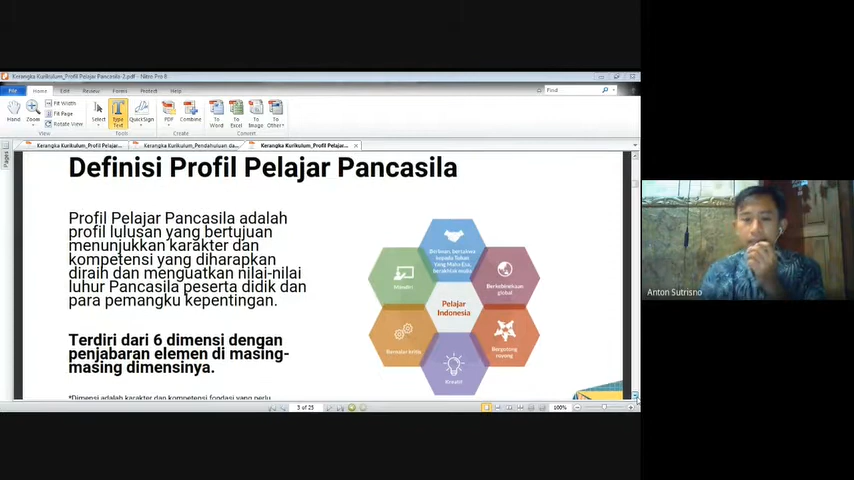 Kerangka Kurikulum_Profil Pelajar Pancasila-2.pdf - Nitro Pro 8
File
Home
Edit
Review
Forms
Protect
Help
Find
Hand
Zoom
Fit Width
Fit Page
Rotate View
View
Select
Type Text
QuickSign
Tools
PDF
Combine
Create
To Word
To Excel
To Image
To Other
Convert
Pages
Kerangka Kurikulum_Profil Pelajar...
Kerangka Kurikulum_Pendahuluan da...
Kerangka Kurikulum_Profil Pelajar...
Definisi Profil Pelajar Pancasila
Profil Pelajar Pancasila adalah
profil lulusan yang bertujuan
menunjukkan karakter dan
kompetensi yang diharapkan
diraih dan menguatkan nilai-nilai
luhur Pancasila peserta didik dan
para pemangku kepentingan.
Terdiri dari 6 dimensi dengan
penjabaran elemen di masing-
masing dimensinya.
*Dimensi adalah karakter dan kompetensi fondasi yang perlu
Beriman, bertakwa
kepada Tuhan
Yang Maha Esa,
berakhlak mulia
Mandiri
Berkebinekaan
global
Pelajar
Indonesia
Bernalar kritis
Bergotong
royong
Kreatif
3 of 23
100%
Anton Sutrisno